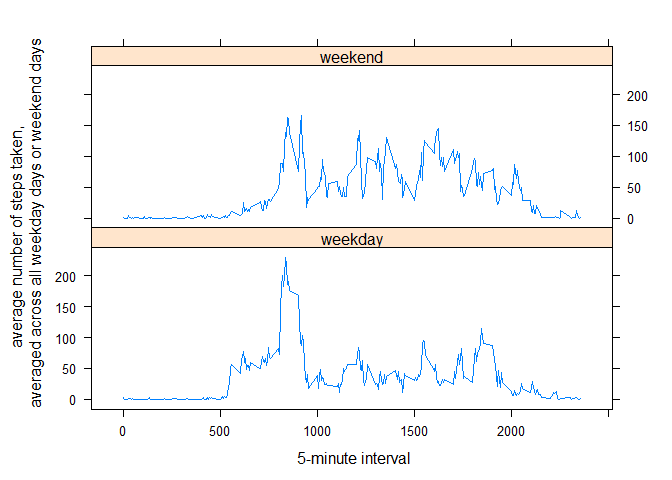 weekend
average number of steps taken,
averaged across all weekday days or weekend days
200
150
100
50
0
weekday
200
150
100
50
0
0 500 1000 1500 2000
5-minute interval